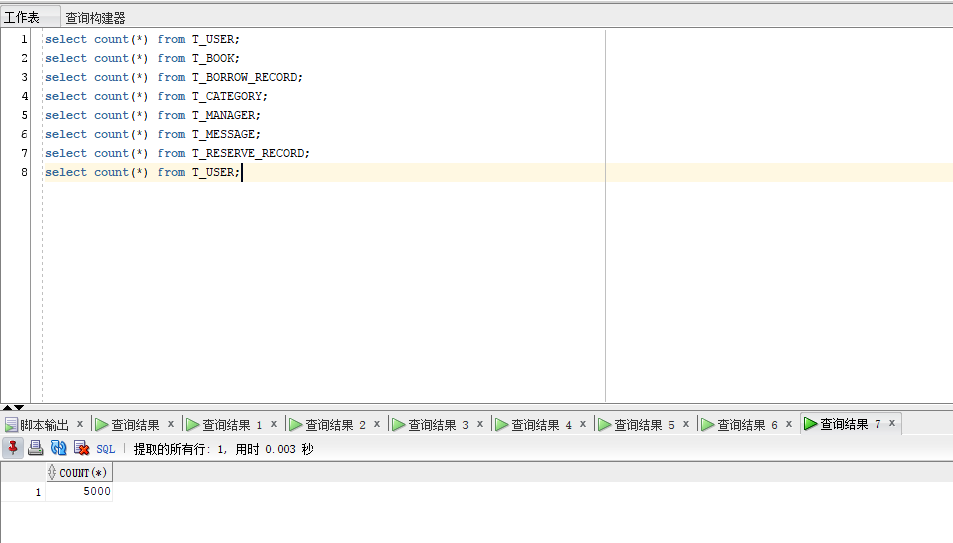 工作表 查询构建器
1 select count(*) from T_USER;
2 select count(*) from T_BOOK;
3 select count(*) from T_BORROW_RECORD;
4 select count(*) from T_CATEGORY;
5 select count(*) from T_MANAGER;
6 select count(*) from T_MESSAGE;
7 select count(*) from T_RESERVE_RECORD;
8 select count(*) from T_USER;
脚本输出 x 查询结果 x 查询结果 1 x 查询结果 2 x 查询结果 3 x 查询结果 4 x 查询结果 5 x 查询结果 6 x 查询结果 7 x
SQL | 提取的所有行: 1, 用时 0.003 秒
COUNT(*)
1 5000